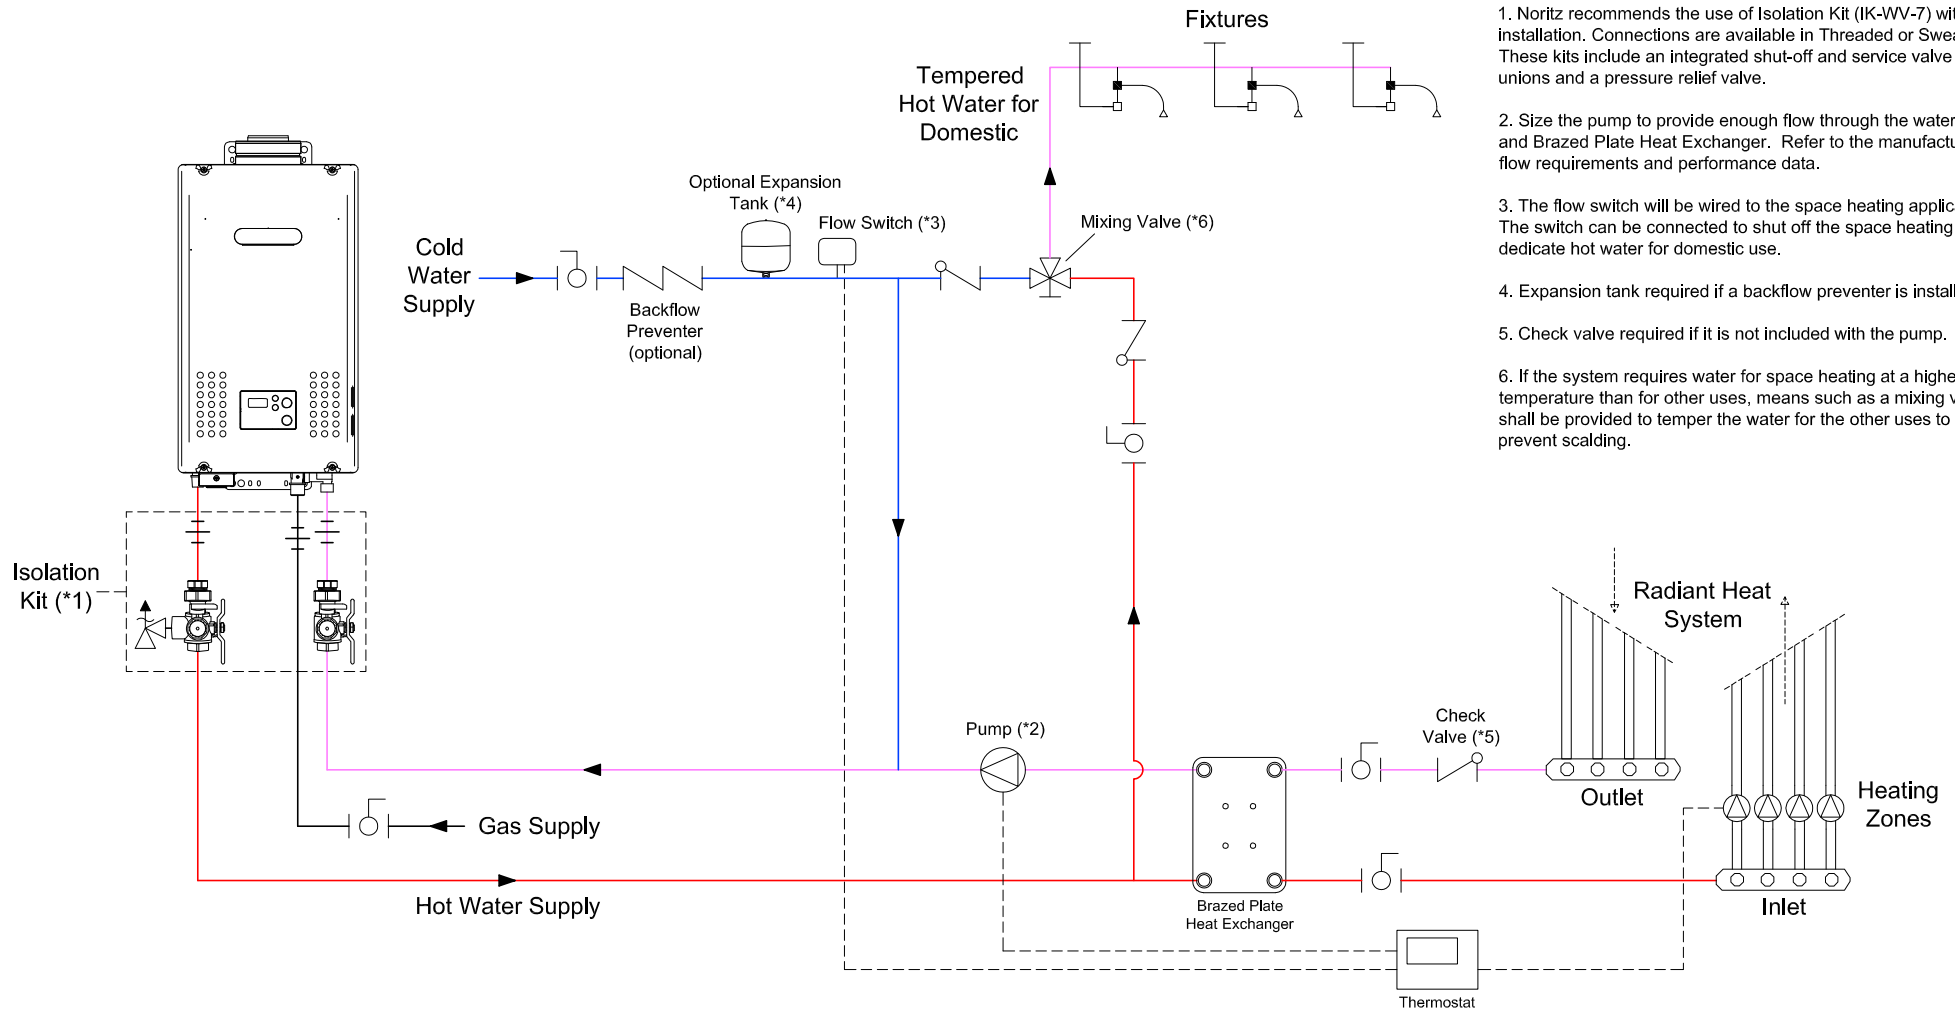 Fixtures
Tempered
Hot Water for
Domestic
Optional Expansion
Tank (*4)
Flow Switch (*3)
Mixing Valve (*6)
Cold
Water
Supply
Backflow
Preventer
(optional)
Isolation
Kit (*1)
Pump (*2)
Gas Supply
Hot Water Supply
Brazed Plate
Heat Exchanger
Check
Valve (*5)
Radiant Heat
System
Outlet
Heating
Zones
Inlet
Thermostat
1. Noritz recommends the use of Isolation Kit (IK-WV-7)
installation. Connections are available in Threaded or
These kits include an integrated shut-off and service valve
unions and a pressure relief valve.
2. Size the pump to provide enough flow through the water
and Brazed Plate Heat Exchanger. Refer to the
flow requirements and performance data.
3. The flow switch will be wired to the space heating
The switch can be connected to shut off the space heating
dedicate hot water for domestic use.
4. Expansion tank required if a backflow preventer is
5. Check valve required if it is not included with the pump.
6. If the system requires water for space heating at a
temperature than for other uses, means such as a mixing
shall be provided to temper the water for the other uses to
prevent scalding.